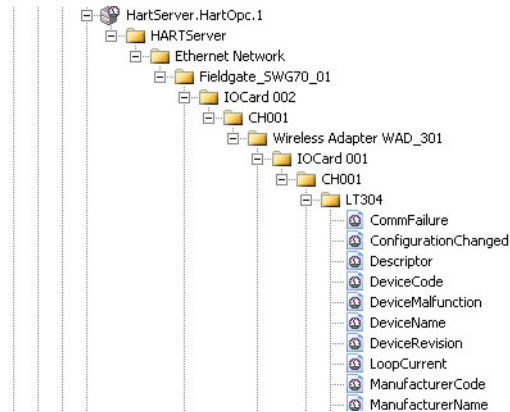 HartServer.HartOpc.1
HARTServer
Ethernet Network
Fieldgate_SWG70_01
IOCard 002
CH001
Wireless Adapter WAD_301
IOCard 001
CH001
LT304
CommFailure
ConfigurationChanged
Descriptor
DeviceCode
DeviceMalfunction
DeviceName
DeviceRevision
LoopCurrent
ManufacturerCode
ManufacturerName